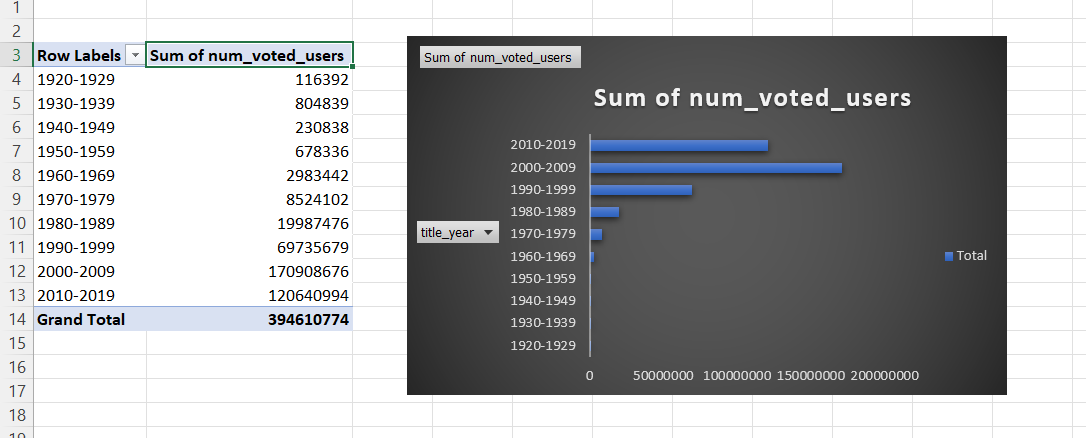 1
2
3 Row Labels Sum of num_voted_users
4 1920-1929 116392
5 1930-1939 804839
6 1940-1949 230838
7 1950-1959 678336
8 1960-1969 2983442
9 1970-1979 8524102
10 1980-1989 19987476
11 1990-1999 69735679
12 2000-2009 170908676
13 2010-2019 120640994
14 Grand Total 394610774
15
16
17
18
19
Sum of num_voted_users
Sum of num_voted_users
2010-2019
2000-2009
1990-1999
1980-1989
1970-1979
1960-1969
1950-1959
1940-1949
1930-1939
1920-1929
title_year
Total
0 50000000 100000000 150000000 200000000